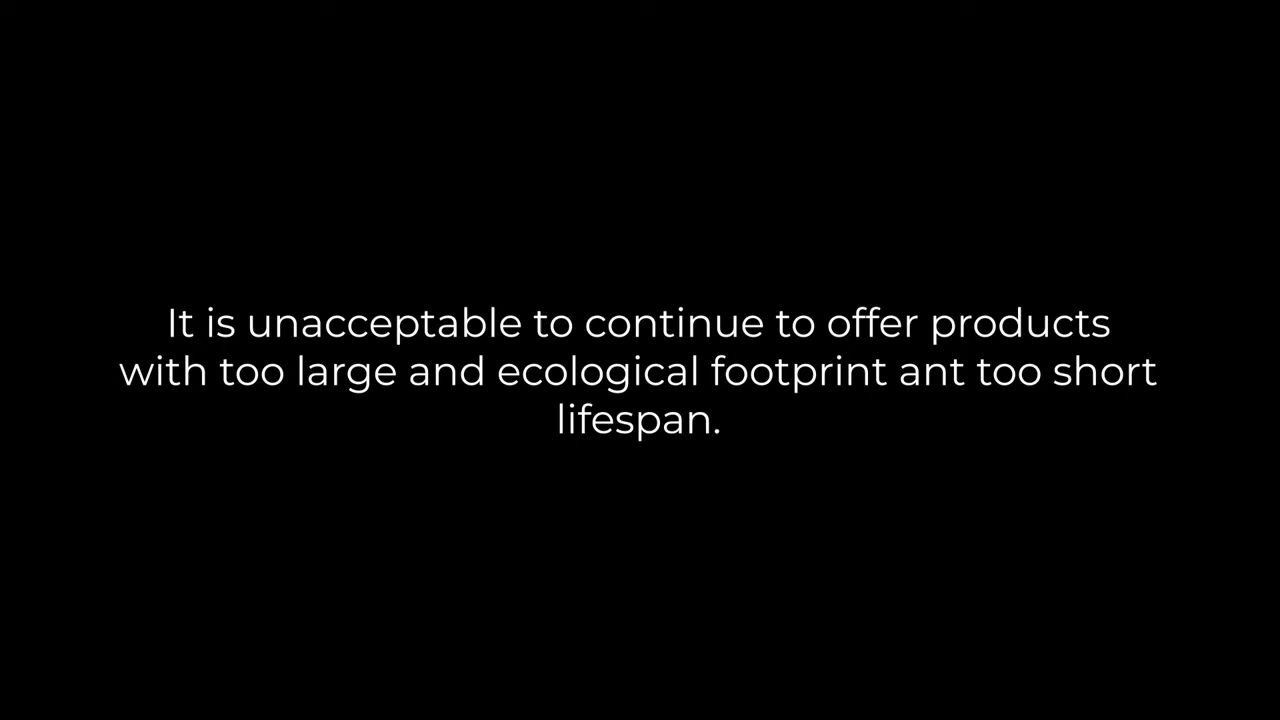 It is unacceptable to continue to offer products
with too large and ecological footprint ant too short
lifespan.